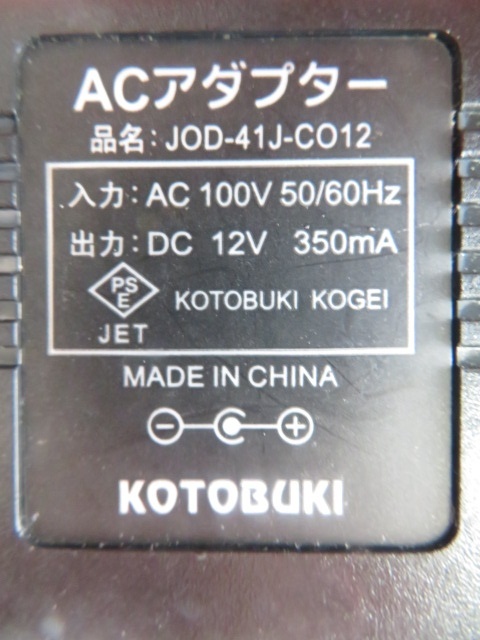 ACアダプター
品名:JOD-41J-CO12
入力:AC 100V 50/60Hz
出力:DC 12V 350mA
PS
E
JET
KOTOBUKI KOGEI
MADE IN CHINA
KOTOBUKI